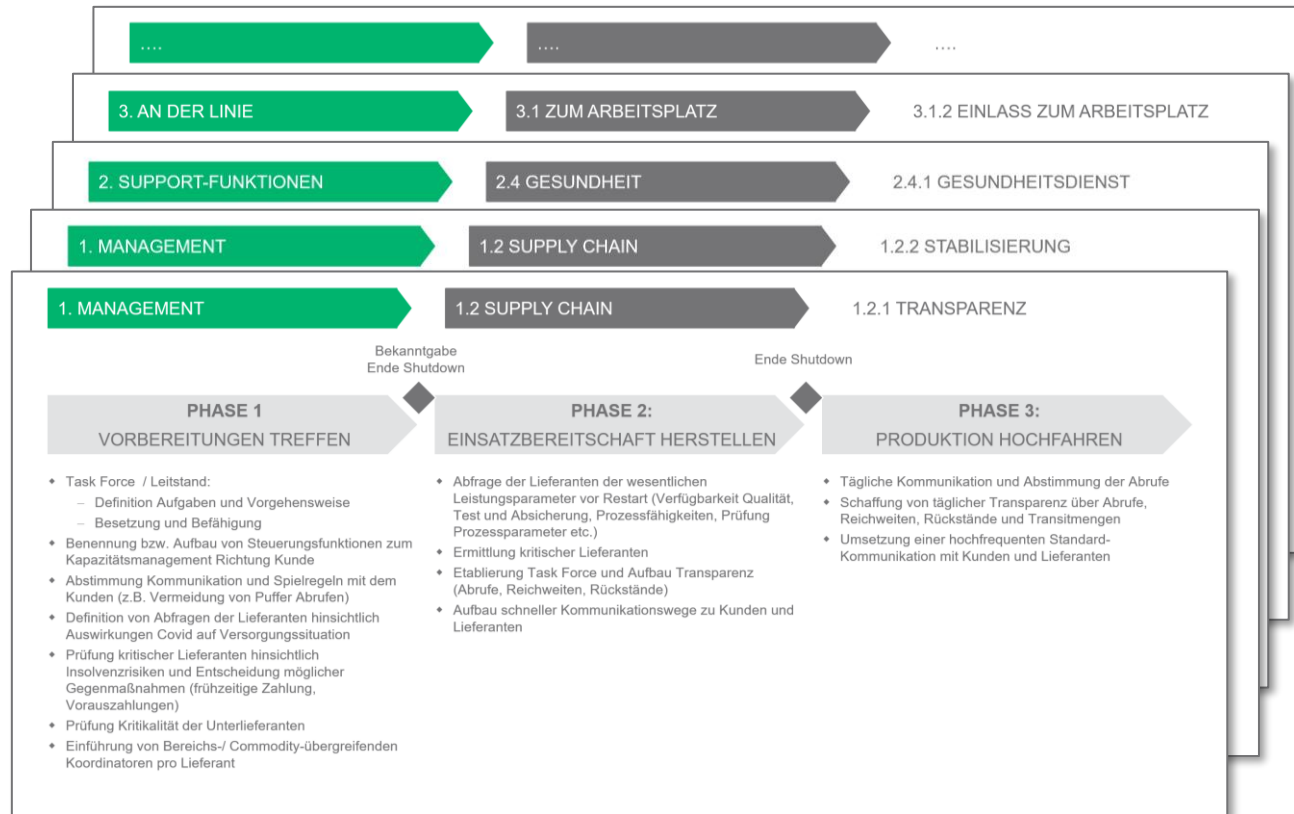 ....
....
....
3. AN DER LINIE
3.1 ZUM ARBEITSPLATZ
3.1.2 EINLASS ZUM ARBEITSPLATZ
2. SUPPORT-FUNKTIONEN
2.4 GESUNDHEIT
2.4.1 GESUNDHEITSDIENST
1. MANAGEMENT
1.2 SUPPLY CHAIN
1.2.2 STABILISIERUNG
1. MANAGEMENT
1.2 SUPPLY CHAIN
1.2.1 TRANSPARENZ
Bekanntgabe
Ende Shutdown
Ende Shutdown
PHASE 1
VORBEREITUNGEN TREFFEN
◆ Task Force / Leitstand:
– Definition Aufgaben und Vorgehensweise
– Besetzung und Befähigung
◆ Benennung bzw. Aufbau von Steuerungsfunktionen zum
Kapazitätsmanagement Richtung Kunde
◆ Abstimmung Kommunikation und Spielregeln mit dem
Kunden (z.B. Vermeidung von Puffer Abrufen)
◆ Definition von Abfragen der Lieferanten hinsichtlich
Auswirkungen Covid auf Versorgungssituation
◆ Prüfung kritischer Lieferanten hinsichtlich
Insolvenzrisiken und Entscheidung möglicher
Gegenmaßnahmen (frühzeitige Zahlung,
Vorauszahlungen)
◆ Prüfung Kritikalität der Unterlieferanten
◆ Einführung von Bereichs-/ Commodity-übergreifenden
Koordinatoren pro Lieferant
PHASE 2:
EINSATZBEREITSCHAFT HERSTELLEN
◆ Abfrage der Lieferanten der wesentlichen
Leistungsparameter vor Restart (Verfügbarkeit Qualität,
Test und Absicherung, Prozessfähigkeiten, Prüfung
Prozessparameter etc.)
◆ Ermittlung kritischer Lieferanten
◆ Etablierung Task Force und Aufbau Transparenz
(Abrufe, Reichweiten, Rückstände)
◆ Aufbau schneller Kommunikationswege zu Kunden und
Lieferanten
PHASE 3:
PRODUKTION HOCHFAHREN
◆ Tägliche Kommunikation und Abstimmung der Abrufe
◆ Schaffung von täglicher Transparenz über Abrufe,
Reichweiten, Rückstände und Transitmengen
◆ Umsetzung einer hochfrequenten Standard-
Kommunikation mit Kunden und Lieferanten